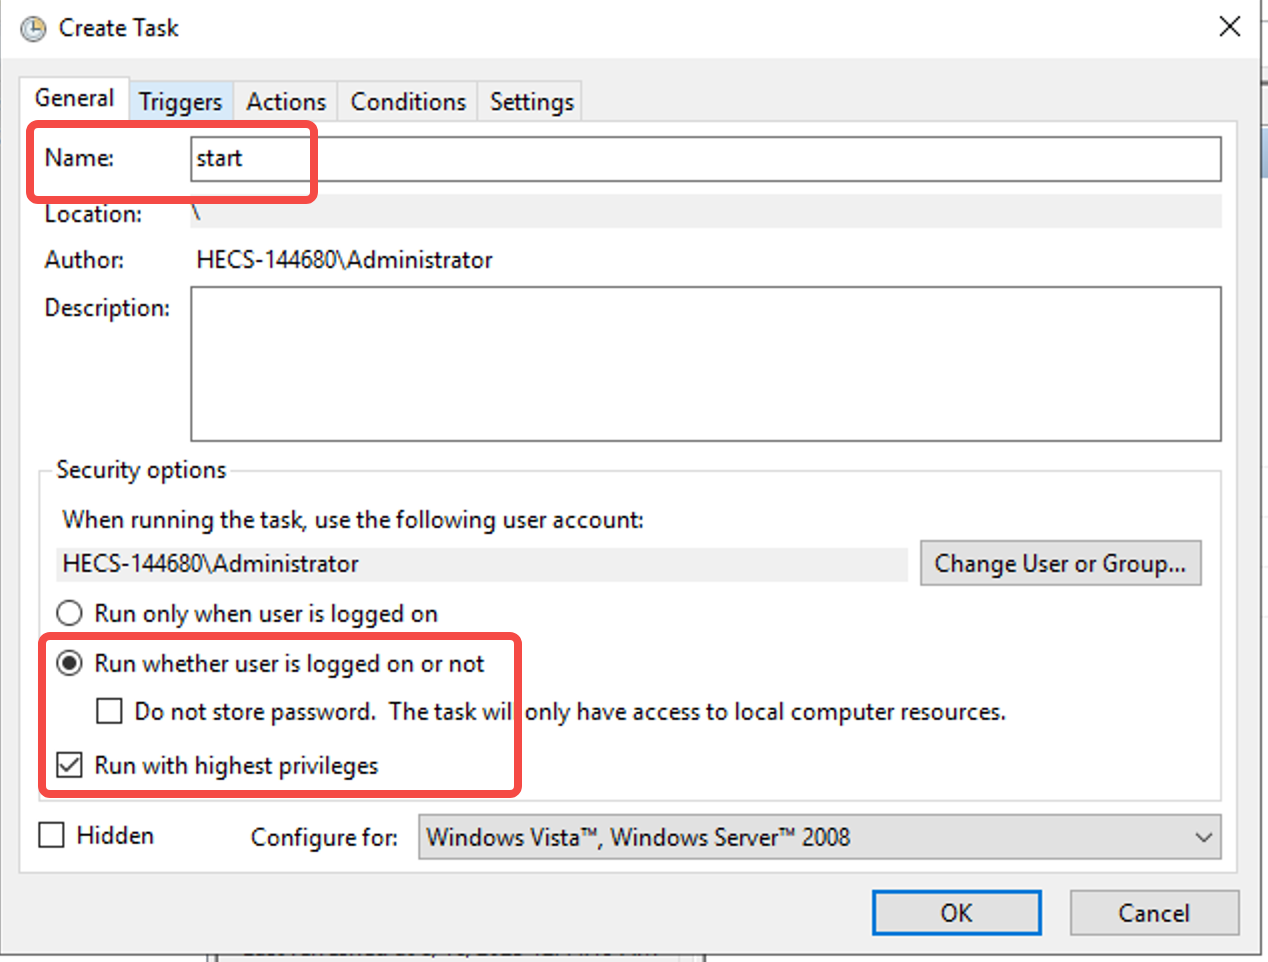 Create Task
General Triggers Actions Conditions Settings
Name: start
Location: \
Author: HECS-144680\Administrator
Description:
Security options
When running the task, use the following user account:
HECS-144680\Administrator Change User or Group...
Run only when user is logged on
Run whether user is logged on or not
Do not store password. The task will only have access to local computer resources.
Run with highest privileges
Hidden Configure for: Windows Vista™, Windows Server™ 2008
OK Cancel